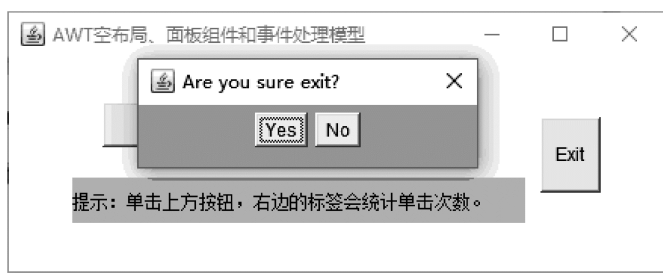 AWT空布局、面板组件和事件处理模型
Are you sure exit?
Yes No
Exit
提示：单击上方按钮，右边的标签会统计单击次数。